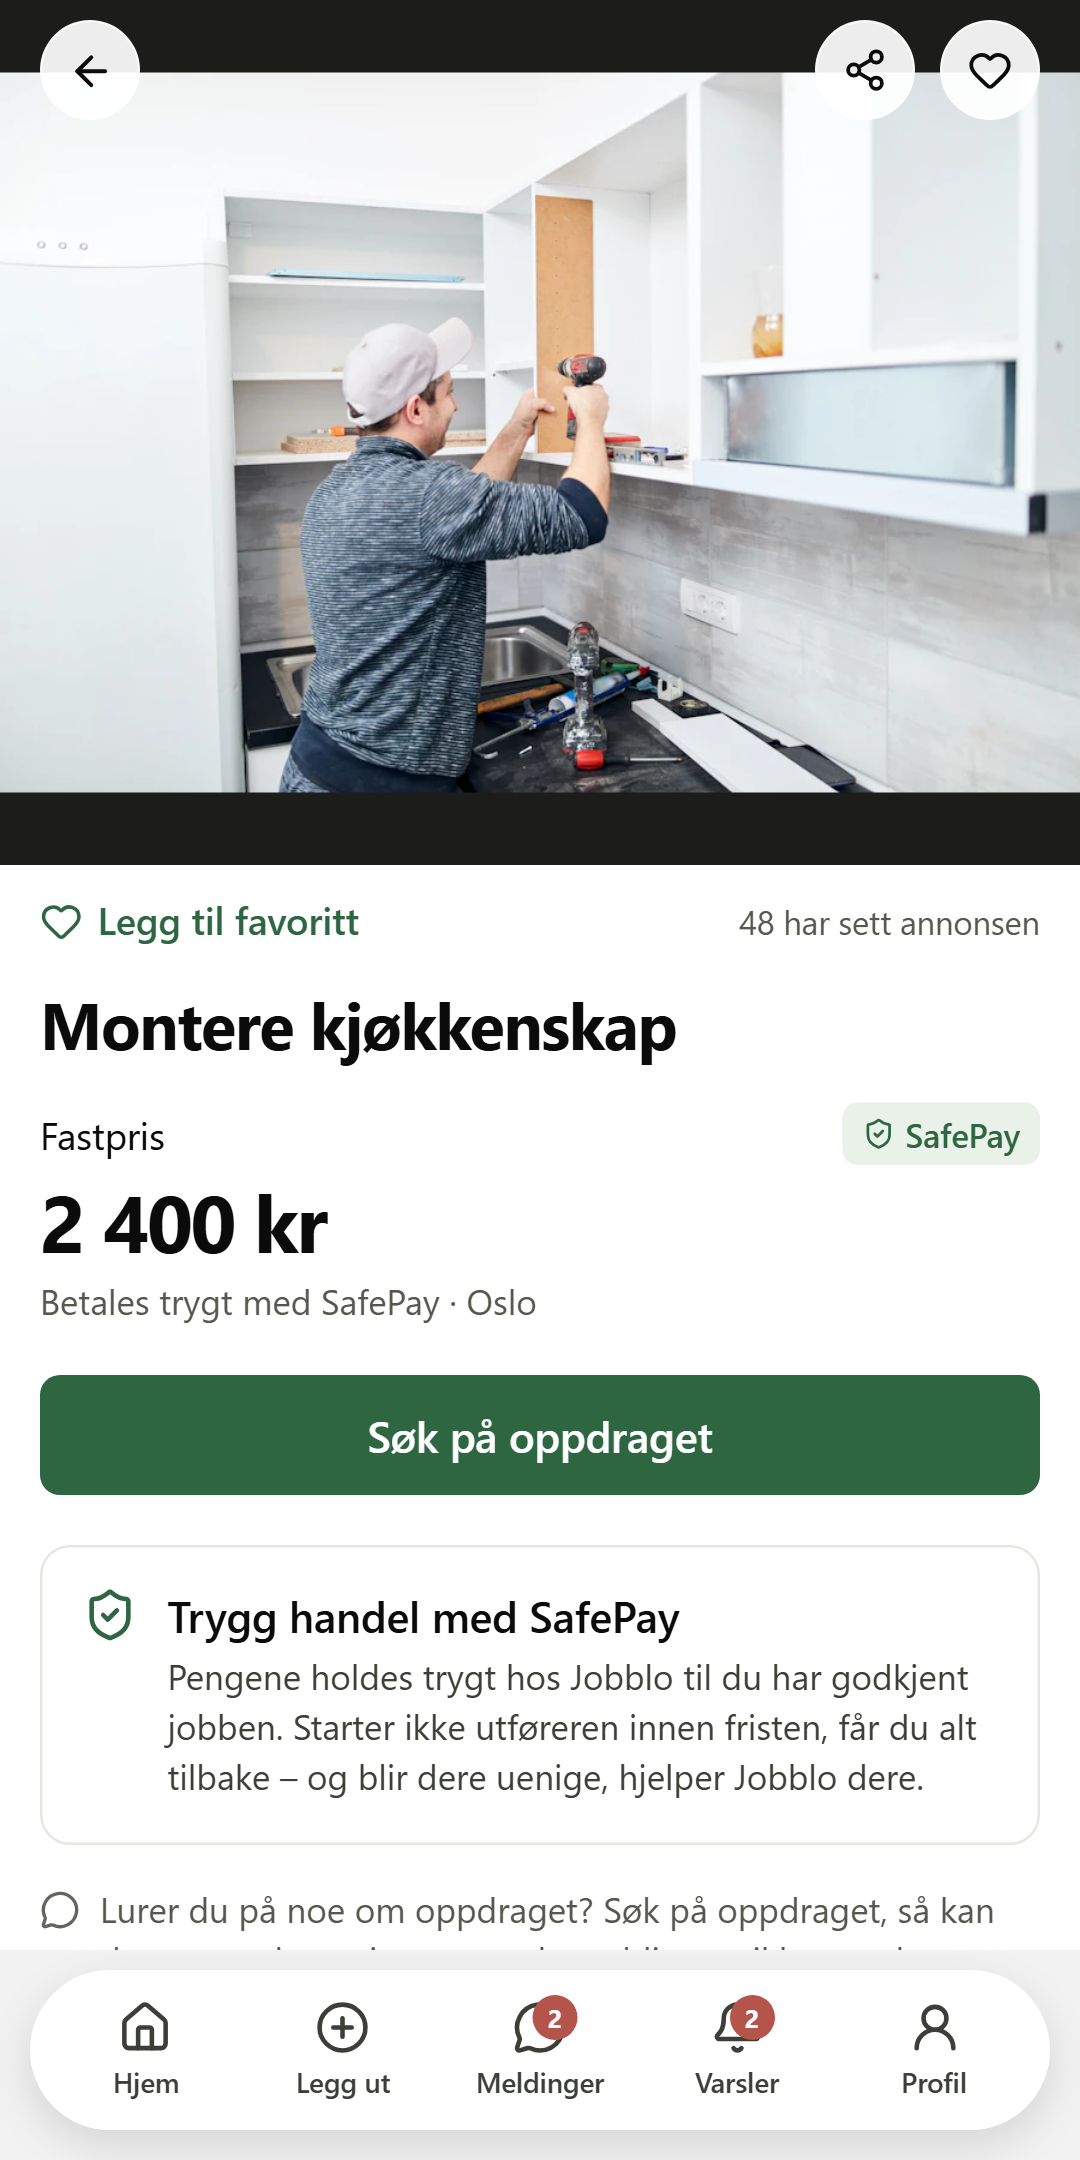 Legg til favoritt
48 har sett annonsen
Montere kjøkkenskap
Fastpris
SafePay
2 400 kr
Betales trygt med SafePay · Oslo
Søk på oppdraget
Trygg handel med SafePay
Pengene holdes trygt hos Jobblo til du har godkjent
jobben. Starter ikke utføreren innen fristen, får du alt
tilbake – og blir dere uenige, hjelper Jobblo dere.
Lurer du på noe om oppdraget? Søk på oppdraget, så kan
2
2
Hjem
Legg ut
Meldinger
Varsler
Profil